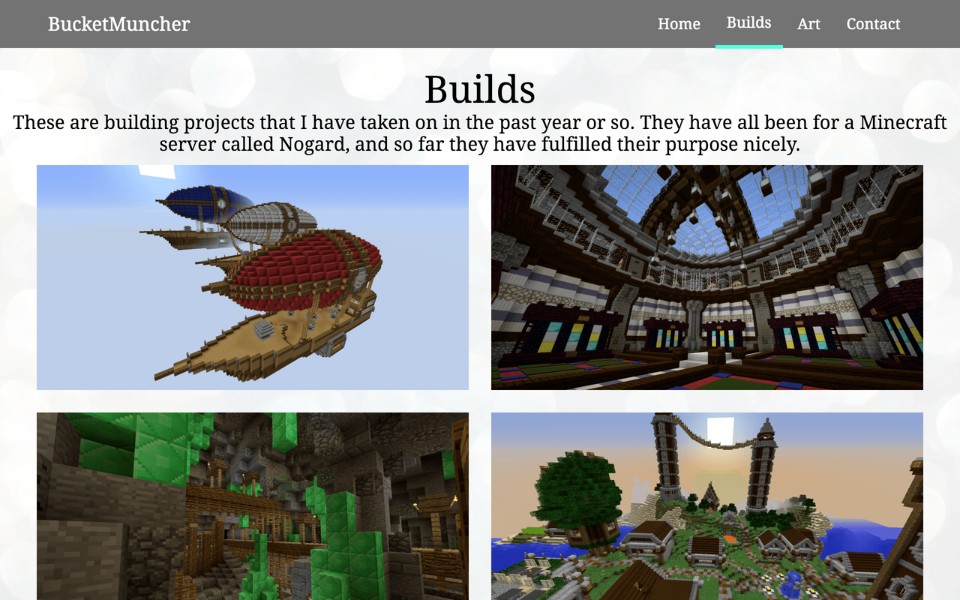 BucketMuncher
Home
Builds
Art
Contact
Builds
These are building projects that I have taken on in the past year or so. They have all been for a Minecraft
server called Nogard, and so far they have fulfilled their purpose nicely.